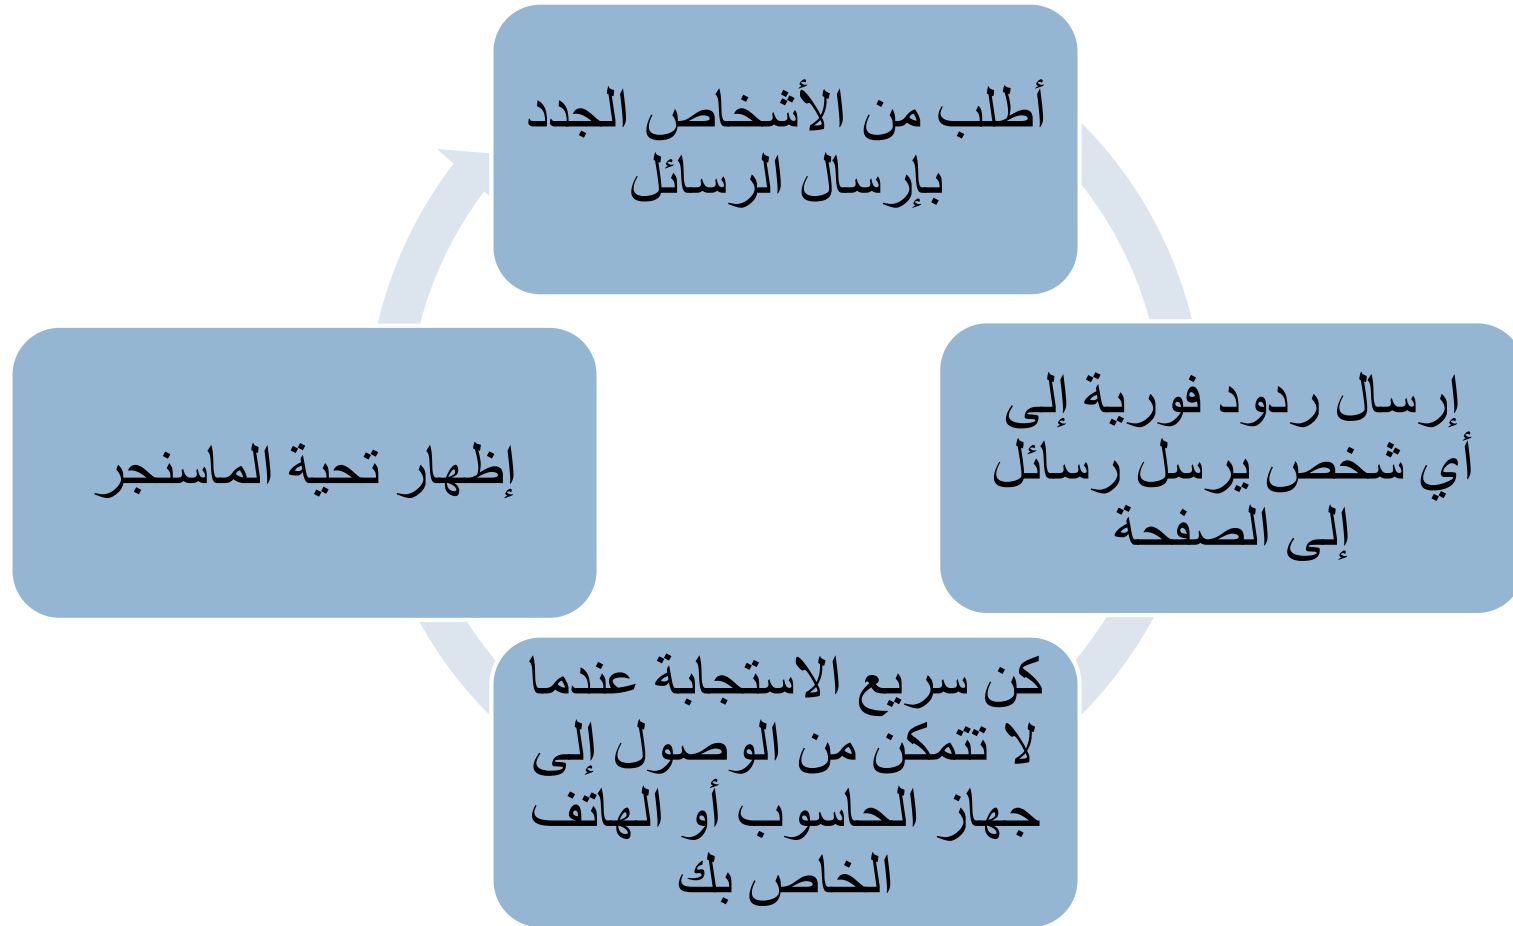 أطلب من الأشخاص الجدد
بإرسال الرسائل
إرسال ردود فورية إلى
أي شخص يرسل رسائل
إلى الصفحة
كن سريع الاستجابة عندما
لا تتمكن من الوصول إلى
جهاز الحاسوب أو الهاتف
الخاص بك
إظهار تحية الماسنجر